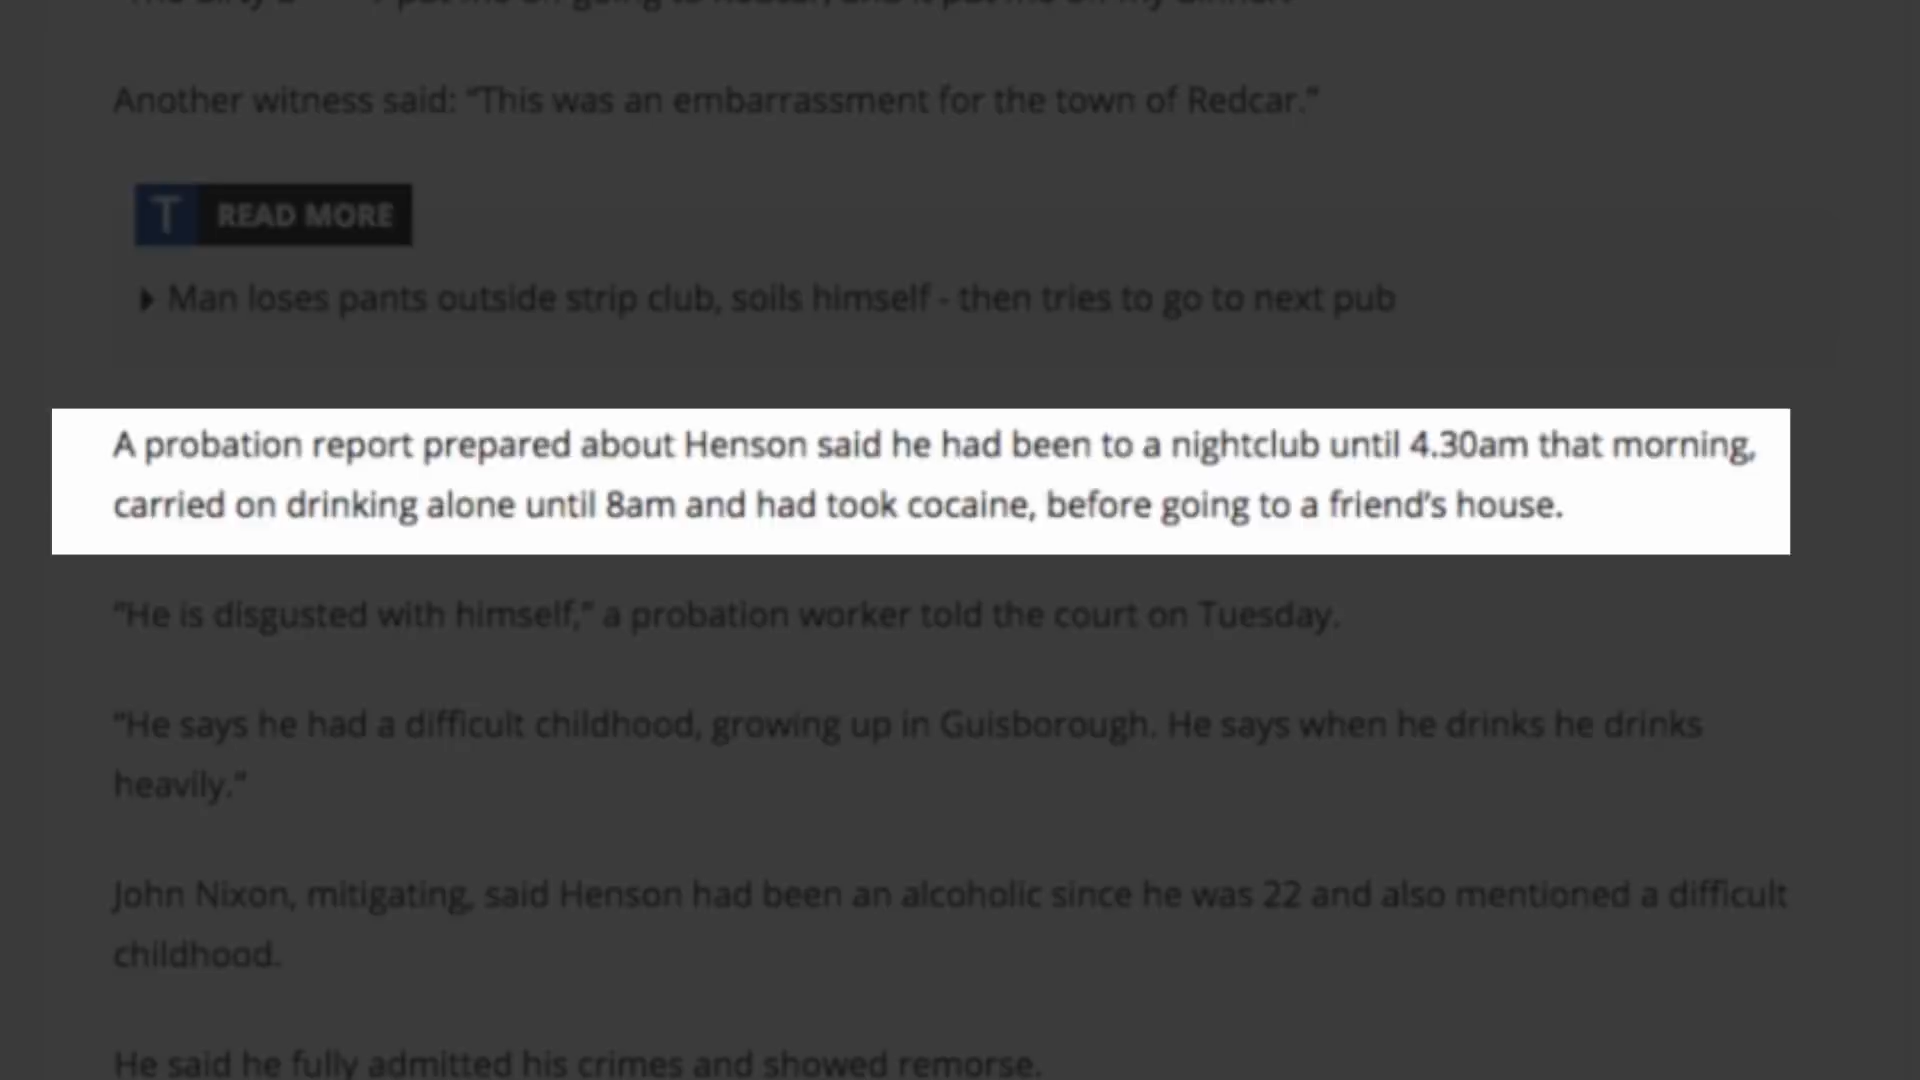 Another witness said: “This was an embarrassment for the town of Redcar.”
T READ MORE
Man loses pants outside strip club, soils himself - then tries to go to next pub
A probation report prepared about Henson said he had been to a nightclub until 4.30am that morning,
carried on drinking alone until 8am and had took cocaine, before going to a friend’s house.
“He is disgusted with himself,” a probation worker told the court on Tuesday.
“He says he had a difficult childhood, growing up in Guisborough. He says when he drinks he drinks
heavily.”
John Nixon, mitigating, said Henson had been an alcoholic since he was 22 and also mentioned a difficult
childhood.
He said he fully admitted his crimes and showed remorse.